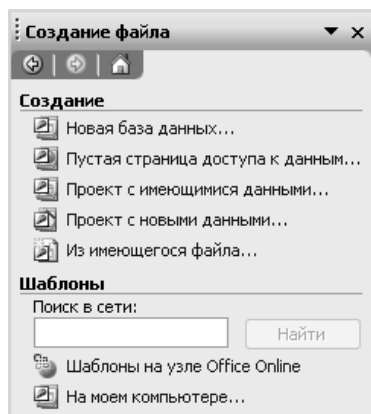 Создание файла
Создание
Новая база данных...
Пустая страница доступа к данным...
Проект с имеющимися данными...
Проект с новыми данными...
Из имеющегося файла...
Шаблоны
Поиск в сети:
Найти
Шаблоны на узле Office Online
На моем компьютере...